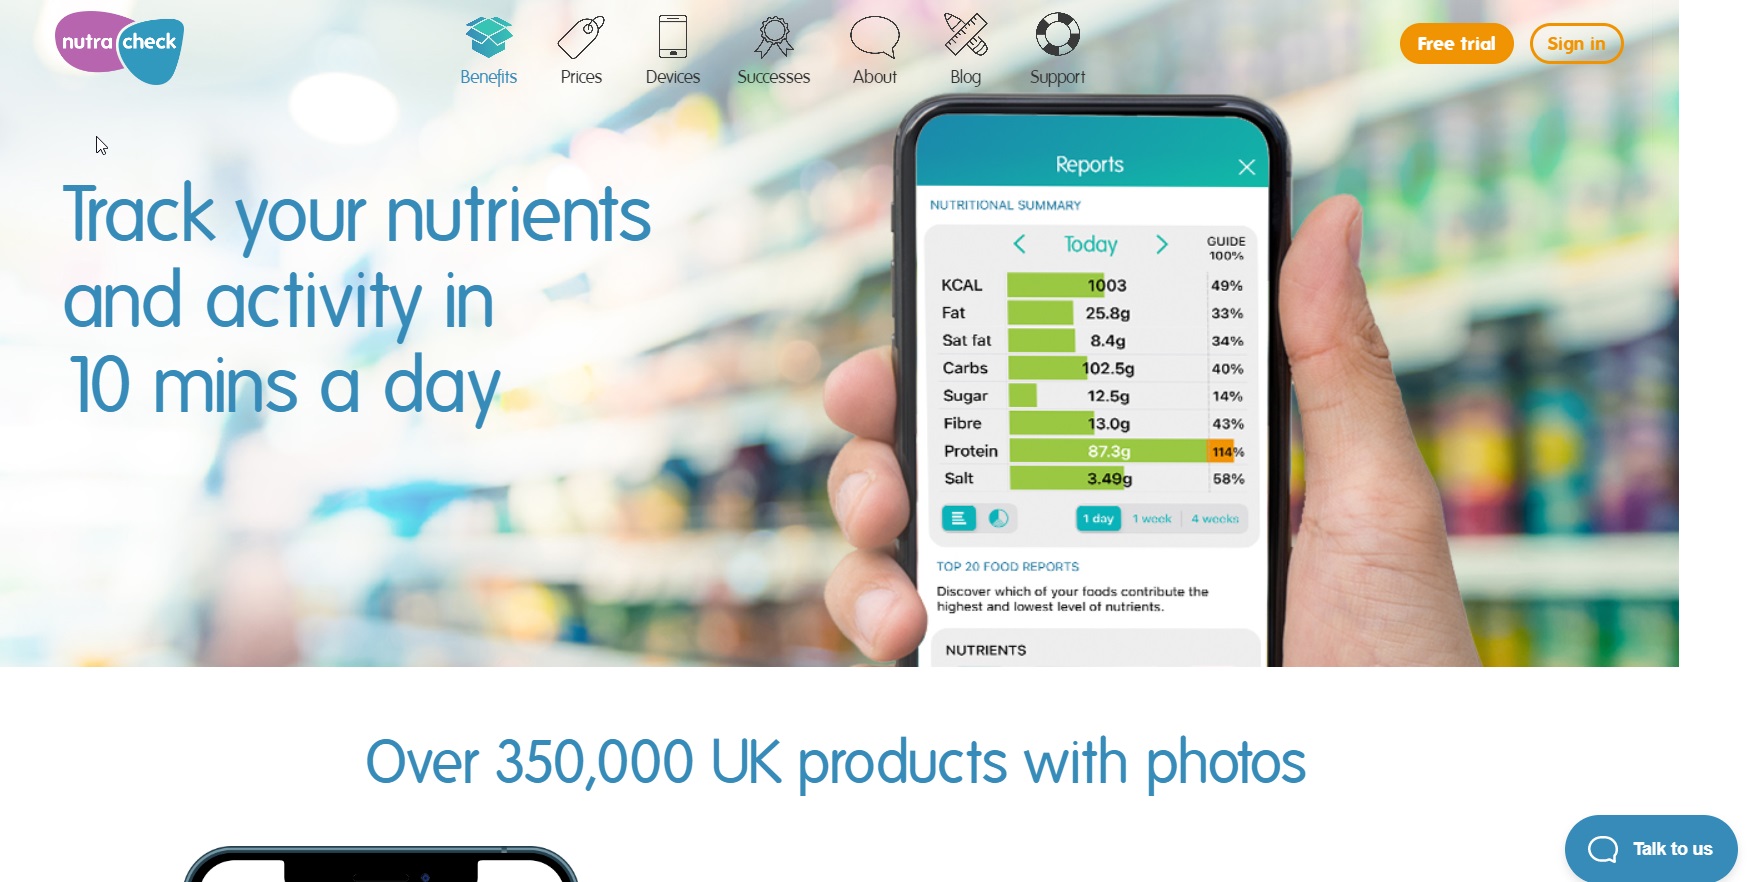 nutracheck
Benefits
Prices
Devices
Successes
About
Blog
Support
Free trial
Sign in
Track your nutrients
and activity in
10 mins a day
Reports
NUTRITIONAL SUMMARY
Today
GUIDE
100%
KCAL 1003 49%
Fat 25.8g 33%
Sat fat 8.4g 34%
Carbs 102.5g 40%
Sugar 12.5g 14%
Fibre 13.0g 43%
Protein 87.3g 114%
Salt 3.49g 58%
1 day 1 week 4 weeks
TOP 20 FOOD REPORTS
Discover which of your foods contribute the
highest and lowest level of nutrients.
NUTRIENTS
Over 350,000 UK products with photos
Talk to us